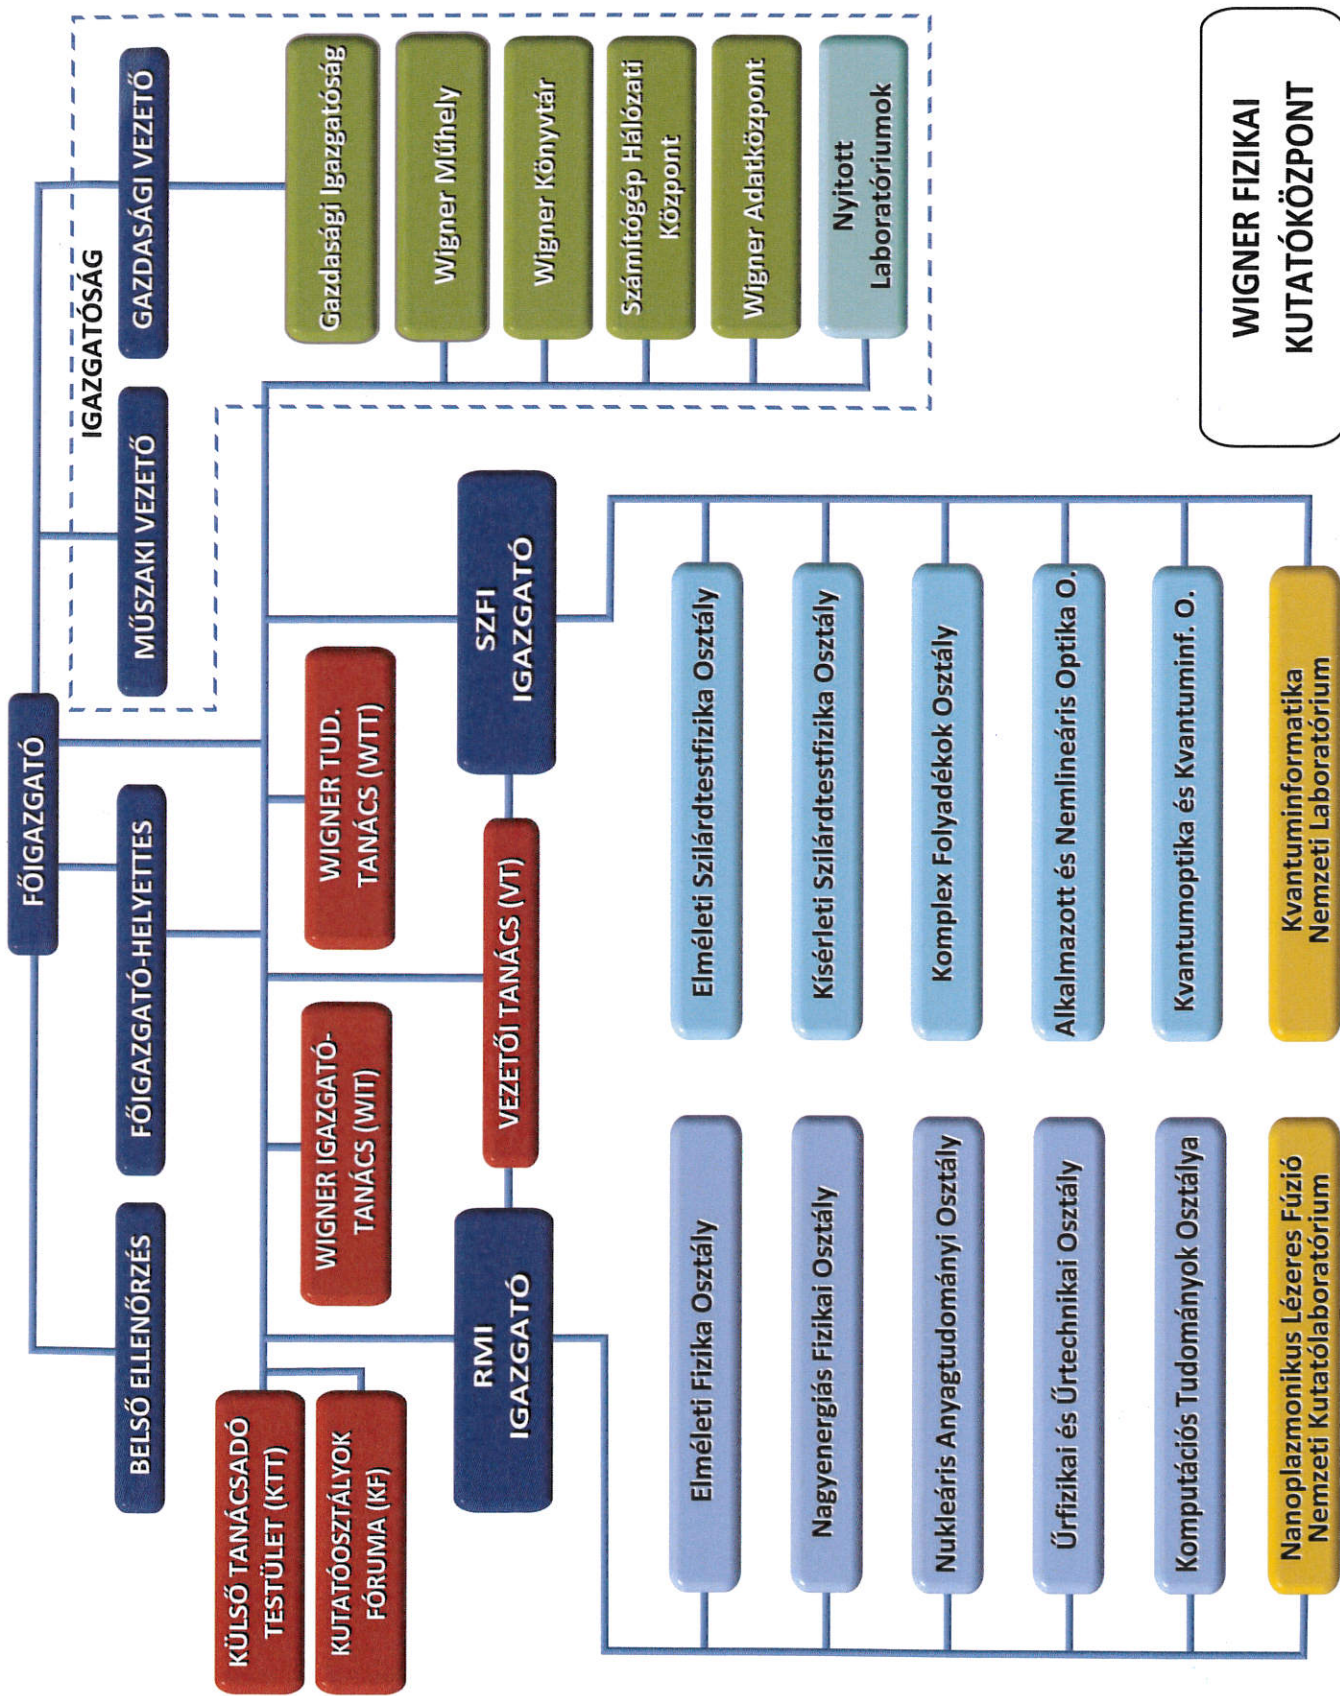 FŐIGAZGATÓ
BELSŐ ELLENŐRZÉS
FŐIGAZGATÓ-HELYETTES
MŰSZAKI VEZETŐ
GAZDASÁGI VEZETŐ
IGAZGATÓSÁG
KÜLSŐ TANÁCSADÓ
TESTÜLET (KTT)
KUTATÓOSZTÁLYOK
FÓRUMA (KF)
WIGNER IGAZGATÓ-
TANÁCS (WIT)
WIGNER TUD.
TANÁCS (WTT)
RMI
IGAZGATÓ
VEZETŐI TANÁCS (VT)
SZFI
IGAZGATÓ
Gazdasági Igazgatóság
Wigner Műhely
Wigner Könyvtár
Számítógép Hálózati
Központ
Wigner Adatközpont
Nyitott
Laboratóriumok
Elméleti Fizika Osztály
Nagyenergiás Fizikai Osztály
Nukleáris Anyagtudományi Osztály
Űrfizikai és Űrtechnikai Osztály
Komputációs Tudományok Osztálya
Nanoplazmonikus Lézeres Fúzió
Nemzeti Kutatólaboratórium
Elméleti Szilárdtestfizika Osztály
Kísérleti Szilárdtestfizika Osztály
Komplex Folyadékok Osztály
Alkalmazott és Nemlineáris Optika O.
Kvantumoptika és Kvantuminf. O.
Kvantuminformatika
Nemzeti Laboratórium
WIGNER FIZIKAI
KUTATÓKÖZPONT